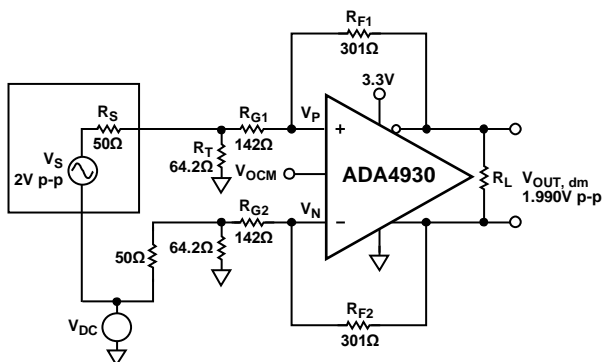 RF1
301Ω
3.3V
RS
50Ω
RG1
142Ω
VP
+
RT
64.2Ω
VS
2V p-p
VOCM
ADA4930
RL
VOUT, dm
1.990V p-p
50Ω
64.2Ω
RG2
142Ω
VN
–
VDC
RF2
301Ω